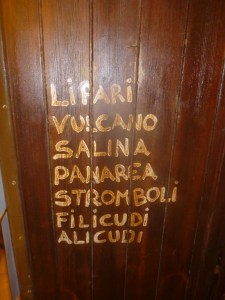 LiPARi
VULCANO
SALINA
PANAREA
STROMBOLi
FiLiCUDi
ALICUDI